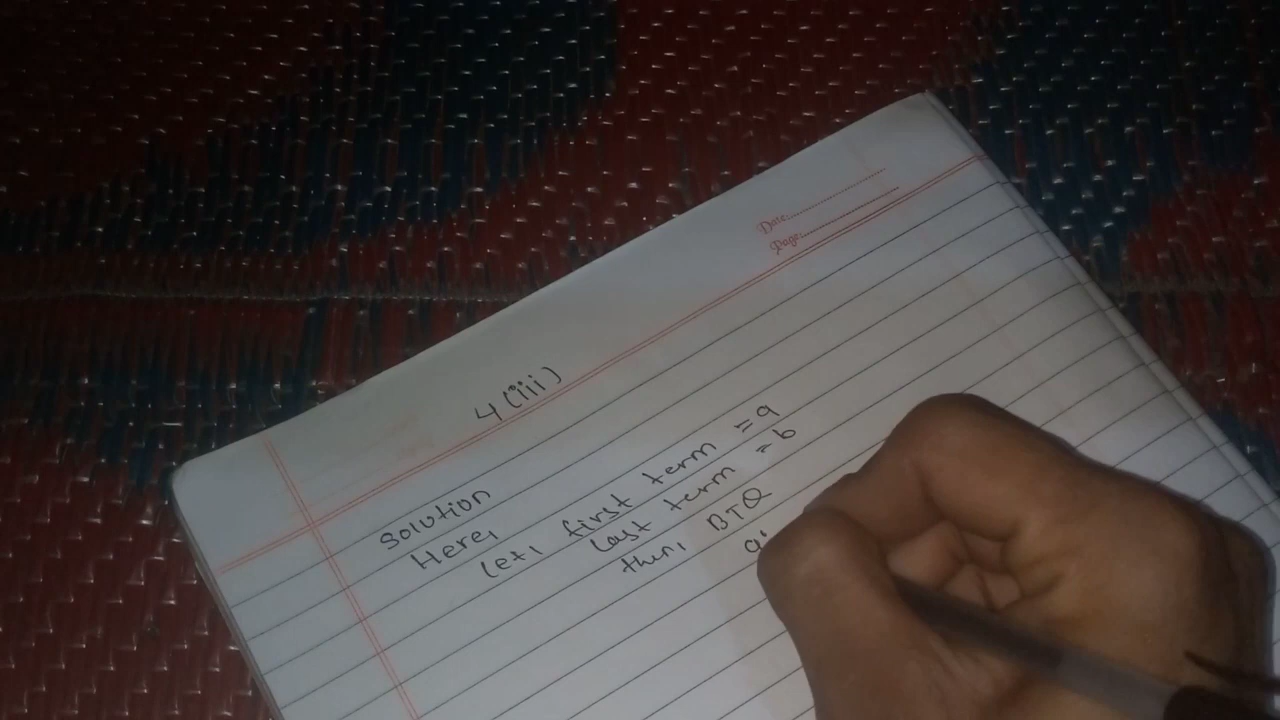 Date:
Page:
4(iii)
Solution
Here,
let, first term = a
last term = b
then, BTQ